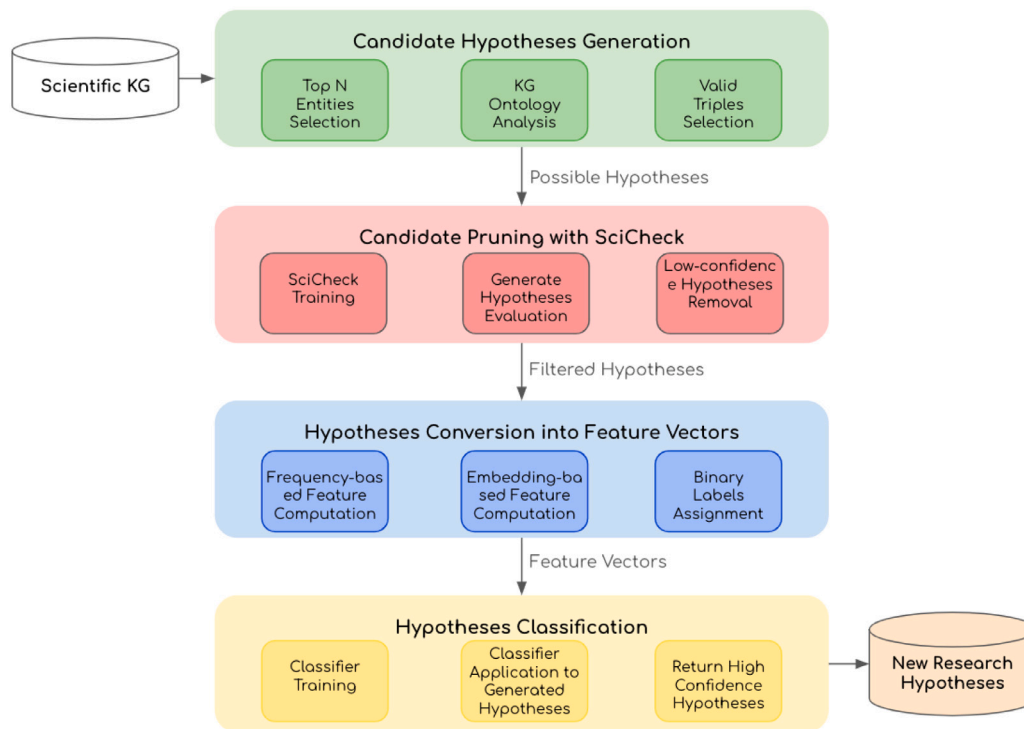 Candidate Hypotheses Generation
Scientific KG
Top N
Entities
Selection
KG
Ontology
Analysis
Valid
Triples
Selection
Possible Hypotheses
Candidate Pruning with SciCheck
SciCheck
Training
Generate
Hypotheses
Evaluation
Low-confidenc
e Hypotheses
Removal
Filtered Hypotheses
Hypotheses Conversion into Feature Vectors
Frequency-bas
ed Feature
Computation
Embedding-ba
sed Feature
Computation
Binary
Labels
Assignment
Feature Vectors
Hypotheses Classification
Classifier
Training
Classifier
Application to
Generated
Hypotheses
Return High
Confidence
Hypotheses
New Research
Hypotheses